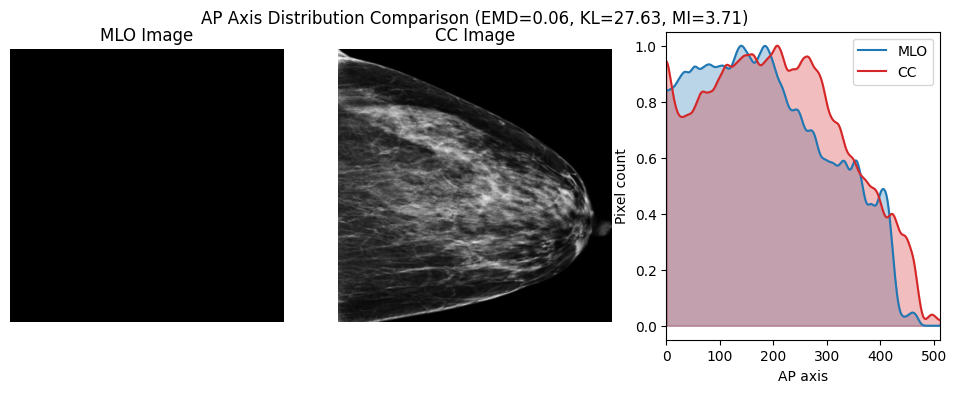 AP Axis Distribution Comparison (EMD=0.06, KL=27.63, MI=3.71)
MLO Image
CC Image
MLO
CC
Pixel count
1.0
0.8
0.6
0.4
0.2
0.0
0 100 200 300 400 500
AP axis